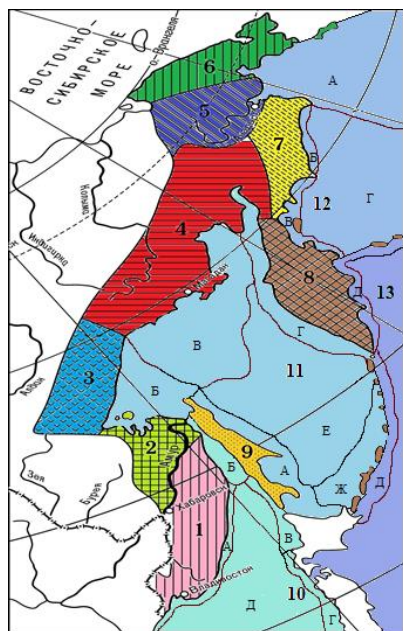 ВОСТОЧНО-
СИБИРСКОЕ
МОРЕ
о. Врангеля
6
А
5
7
Б
Колыма
Г
12
В
Индигирка
4
8
Д
13
Магадан
Г
В
11
3
Б
Алдан
Е
2
9
Амур
Б
А
Д
Зея
Ж
Бурея
Хабаровск
1
А
В
Владивосток
10
Д
Г